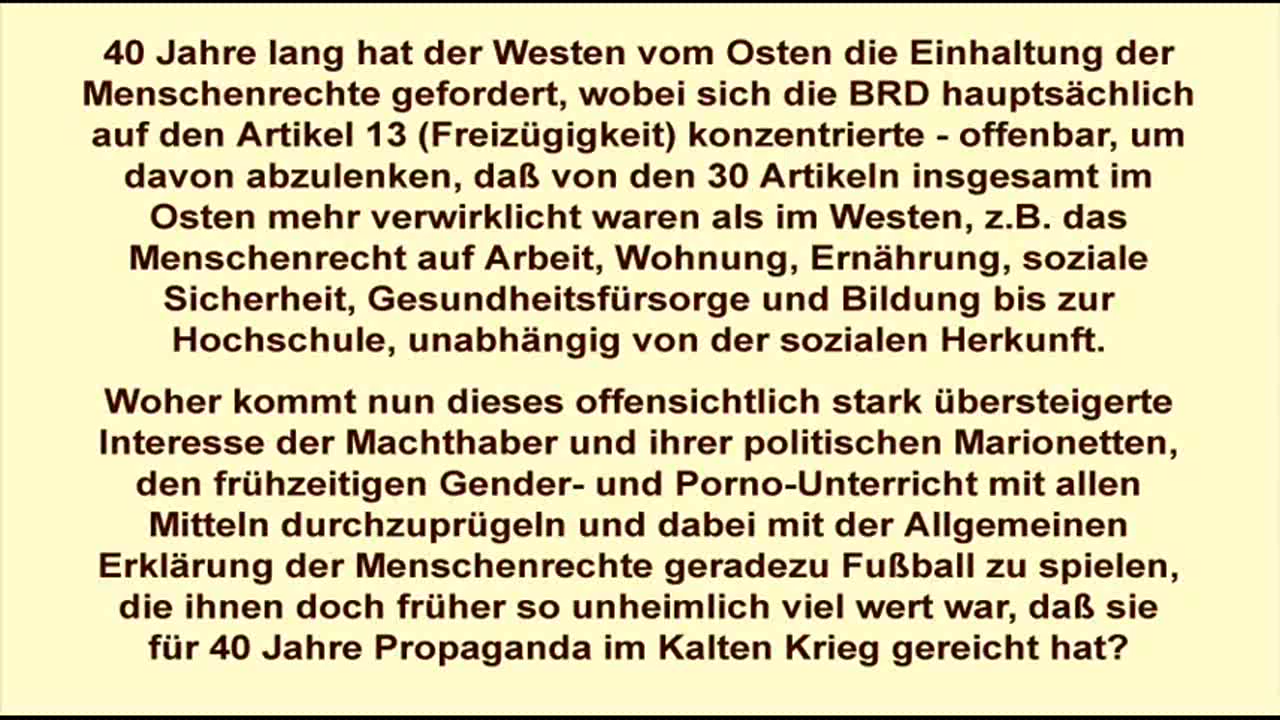 40 Jahre lang hat der Westen vom Osten die Einhaltung der
Menschenrechte gefordert, wobei sich die BRD hauptsächlich
auf den Artikel 13 (Freizügigkeit) konzentrierte - offenbar, um
davon abzulenken, daß von den 30 Artikeln insgesamt im
Osten mehr verwirklicht waren als im Westen, z.B. das
Menschenrecht auf Arbeit, Wohnung, Ernährung, soziale
Sicherheit, Gesundheitsfürsorge und Bildung bis zur
Hochschule, unabhängig von der sozialen Herkunft.
Woher kommt nun dieses offensichtlich stark übersteigerte
Interesse der Machthaber und ihrer politischen Marionetten,
den frühzeitigen Gender- und Porno-Unterricht mit allen
Mitteln durchzuprügeln und dabei mit der Allgemeinen
Erklärung der Menschenrechte geradezu Fußball zu spielen,
die ihnen doch früher so unheimlich viel wert war, daß sie
für 40 Jahre Propaganda im Kalten Krieg gereicht hat?